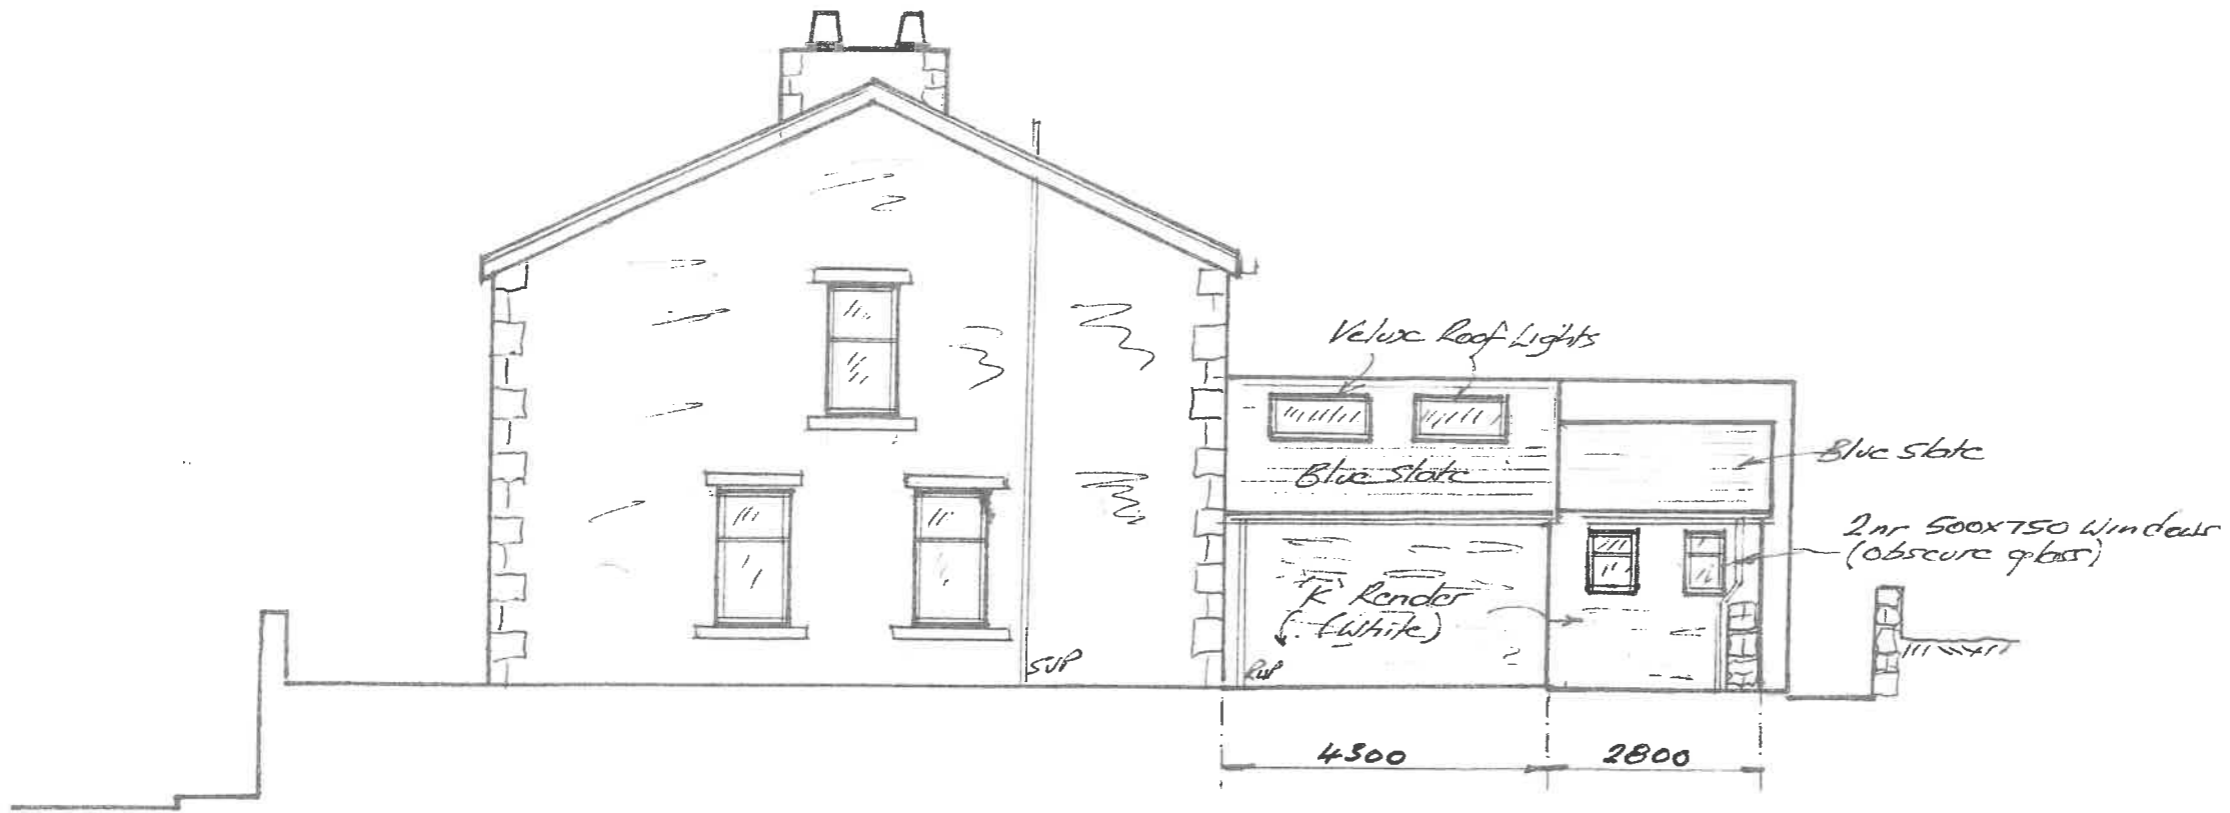 Velux Roof Lights
Blue Slate
Blue Slate
2nr 500x750 Windows
(obscure glass)
'K' Render
(White)
SVP
RWP
4300
2800